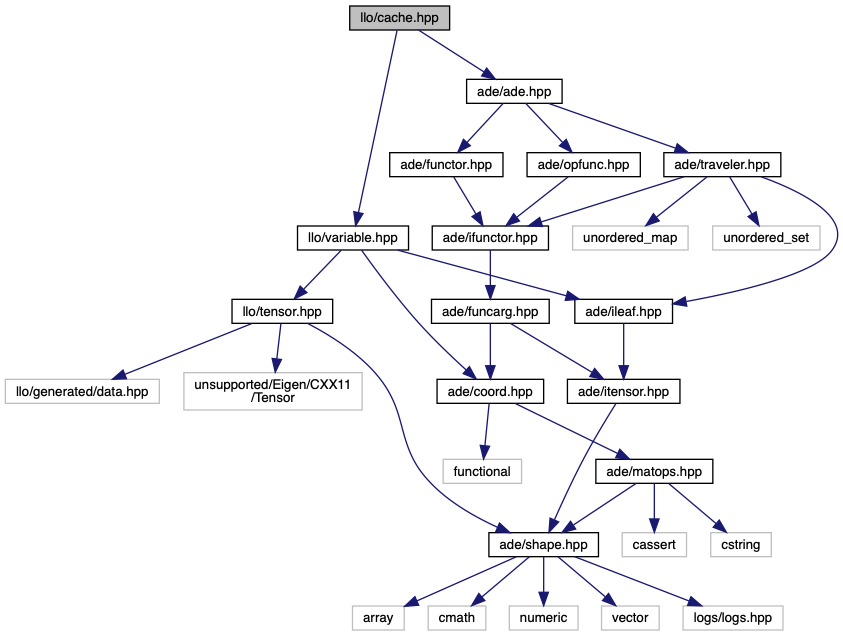 llo/cache.hpp
ade/ade.hpp
ade/functor.hpp
ade/opfunc.hpp
ade/traveler.hpp
llo/variable.hpp
ade/ifunctor.hpp
unordered_map
unordered_set
llo/tensor.hpp
ade/funcarg.hpp
ade/ileaf.hpp
llo/generated/data.hpp
unsupported/Eigen/CXX11
/Tensor
ade/coord.hpp
ade/itensor.hpp
functional
ade/matops.hpp
ade/shape.hpp
cassert
cstring
array
cmath
numeric
vector
logs/logs.hpp